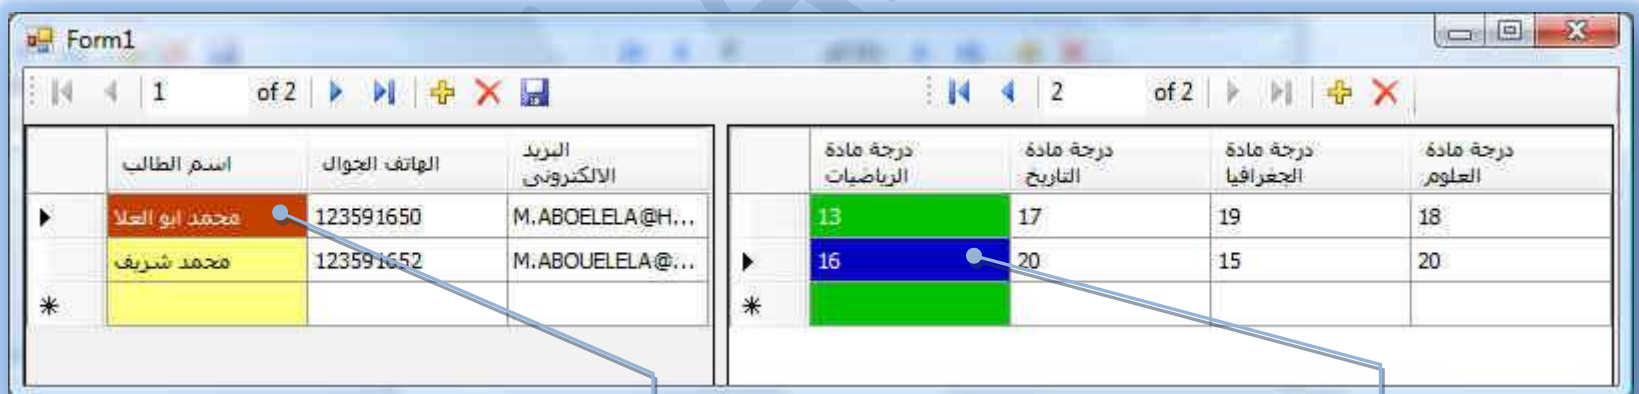 Form1
1 of 2 2 of 2
اسم الطالب الهاتف الجوال البريد الالكترونى درجة مادة الرياضيات درجة مادة التاريخ درجة مادة الجغرافيا درجة مادة العلوم
محمد ابو العلا 123591650 M.ABOELELA@H... 13 17 19 18
محمد شريف 123591652 M.ABOUELELA@... 16 20 15 20